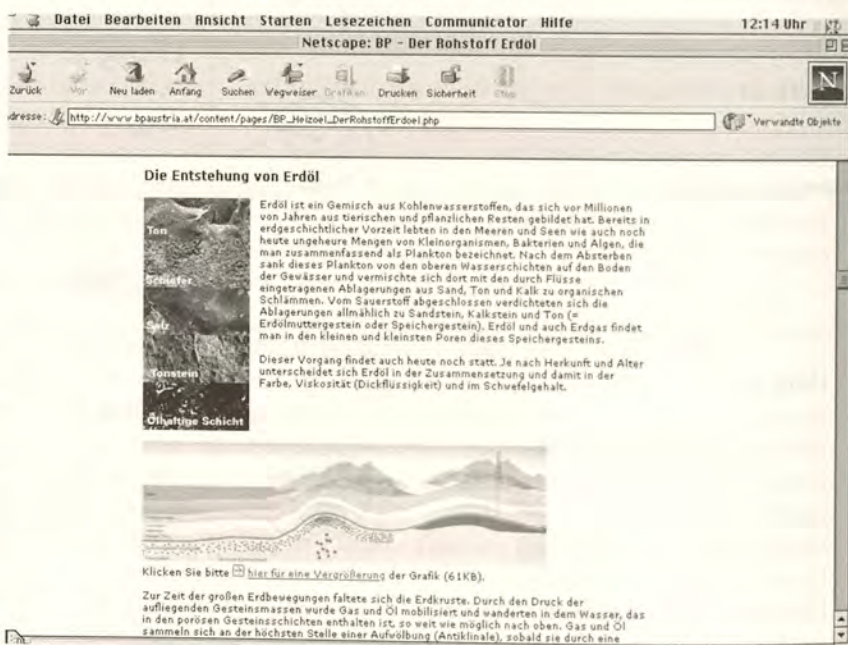 Datei Bearbeiten Ansicht Starten Lesezeichen Communicator Hilfe 12:14 Uhr
Netscape: BP - Der Rohstoff Erdöl
Zurück Vor Neu laden Anfang Suchen Wegweiser Grafiken Drucken Sicherheit Stop
N
dresse: http://www.bpaustria.at/content/pages/BP_Heizoel_DerRohstoffErdoel.php Verwandte Objekte
Die Entstehung von Erdöl
Ton
Schiefer
Salz
Tonstein
Ölhaltige Schicht
Erdöl ist ein Gemisch aus Kohlenwasserstoffen, das sich vor Millionen
von Jahren aus tierischen und pflanzlichen Resten gebildet hat. Bereits in
erdgeschichtlicher Vorzeit lebten in den Meeren und Seen wie auch noch
heute ungeheure Mengen von Kleinorganismen, Bakterien und Algen, die
man zusammenfassend als Plankton bezeichnet. Nach dem Absterben
sank dieses Plankton von den oberen Wasserschichten auf den Boden
der Gewässer und vermischte sich dort mit den durch Flüsse
eingetragenen Ablagerungen aus Sand, Ton und Kalk zu organischen
Schlämmen. Vom Sauerstoff abgeschlossen verdichteten sich die
Ablagerungen allmählich zu Sandstein, Kalkstein und Ton (=
Erdölmuttergestein oder Speichergestein). Erdöl und auch Erdgas findet
man in den kleinen und kleinsten Poren dieses Speichergesteins.
Dieser Vorgang findet auch heute noch statt. Je nach Herkunft und Alter
unterscheidet sich Erdöl in der Zusammensetzung und damit in der
Farbe, Viskosität (Dickflüssigkeit) und im Schwefelgehalt.
Klicken Sie bitte hier für eine Vergrößerung der Grafik (61KB).
Zur Zeit der großen Erdbewegungen faltete sich die Erdkruste. Durch den Druck der
aufliegenden Gesteinsmassen wurde Gas und Öl mobilisiert und wanderten in dem Wasser, das
in den porösen Gesteinsschichten enthalten ist, so weit wie möglich nach oben. Gas und Öl
sammeln sich an der höchsten Stelle einer Aufwölbung (Antiklinale), sobald sie durch eine